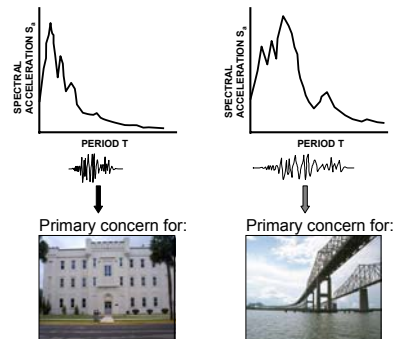 SPECTRAL
ACCELERATION Sa
PERIOD T
Primary concern for:
SPECTRAL
ACCELERATION Sa
PERIOD T
Primary concern for: